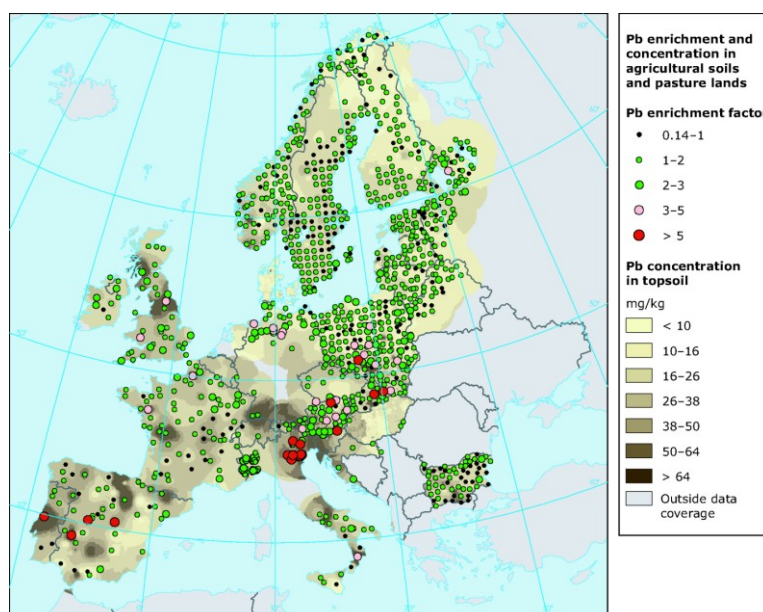 Pb enrichment and
concentration in
agricultural soils
and pasture lands
Pb enrichment factor
0.14–1
1–2
2–3
3–5
> 5
Pb concentration
in topsoil
mg/kg
< 10
10–16
16–26
26–38
38–50
50–64
> 64
Outside data
coverage